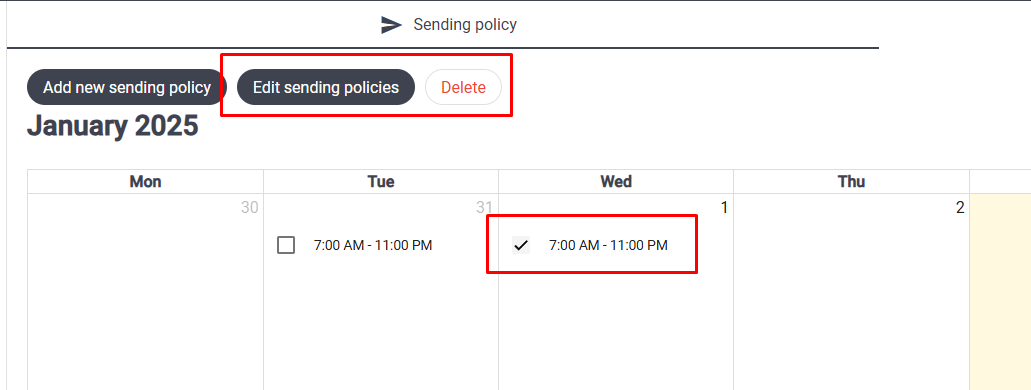 Sending policy
Add new sending policy Edit sending policies Delete
January 2025
Mon Tue Wed Thu
30 31 1 2
7:00 AM - 11:00 PM 7:00 AM - 11:00 PM